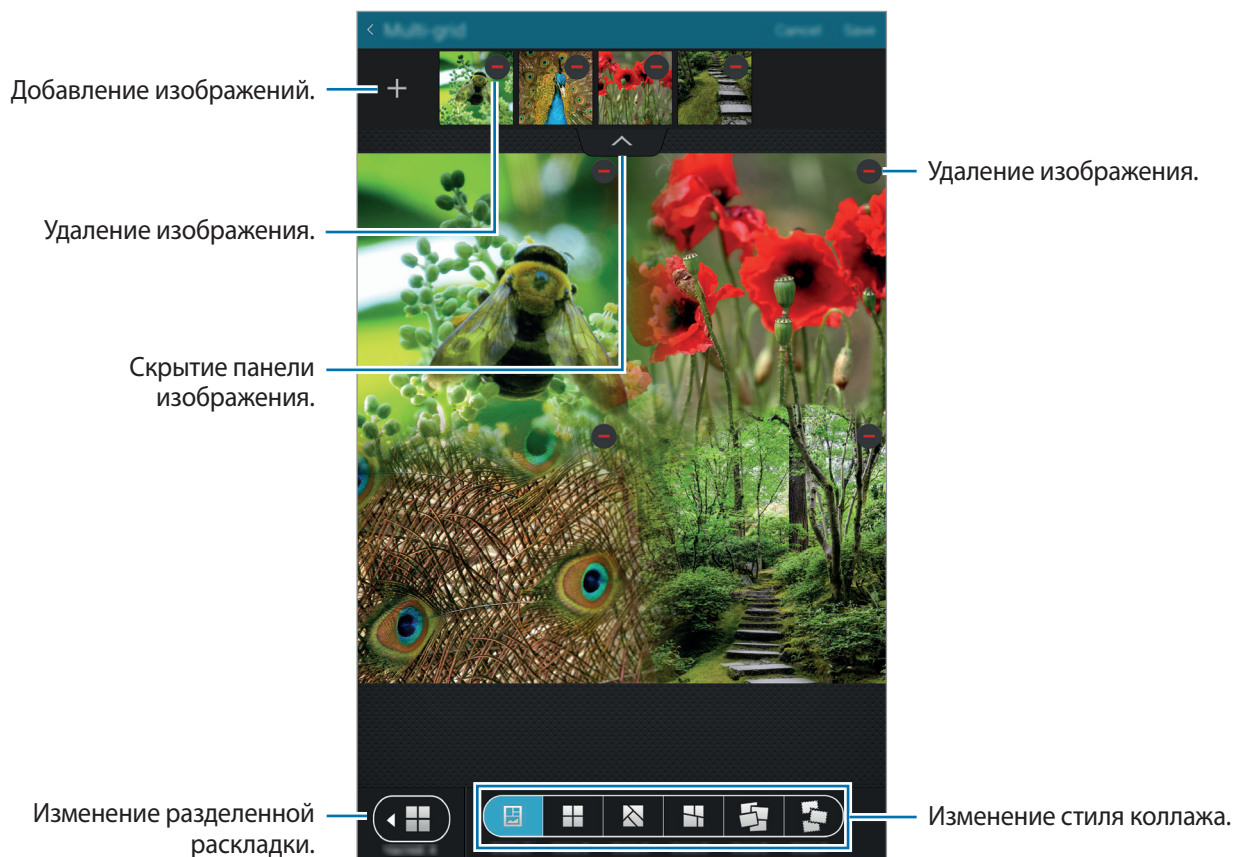 Multi-grid
Cancel
Save
Добавление изображений.
Удаление изображения.
Удаление изображения.
Скрытие панели
изображения.
Изменение разделенной
раскладки.
Изменение стиля коллажа.